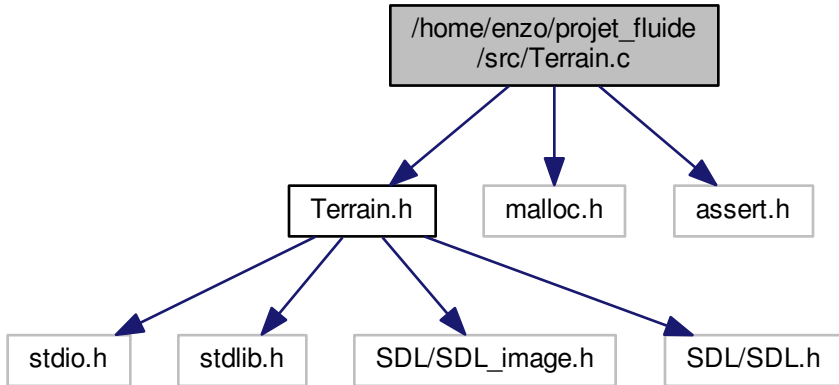 /home/enzo/projet_fluide
/src/Terrain.c
Terrain.h
malloc.h
assert.h
stdio.h
stdlib.h
SDL/SDL_image.h
SDL/SDL.h